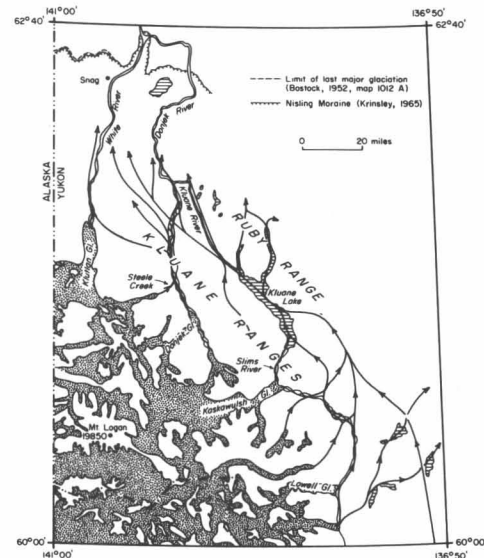 141°00'
136°50'
62°40'
62°40'
Snag
Limit of last major glaciation
(Bostock, 1952, map 1012 A)
Nisling Moraine (Krinsley, 1965)
0 20 miles
White River
Donjek River
ALASKA
YUKON
Kluane River
RUBY RANGE
KLUANE RANGES
Steele
Creek
Kluane
Lake
Donjek Gl.
Slims
River
Kaskawulsh Gl.
Mt Logan
19850
Lowell Gl.
60°00'
60°00'
141°00'
136°50'